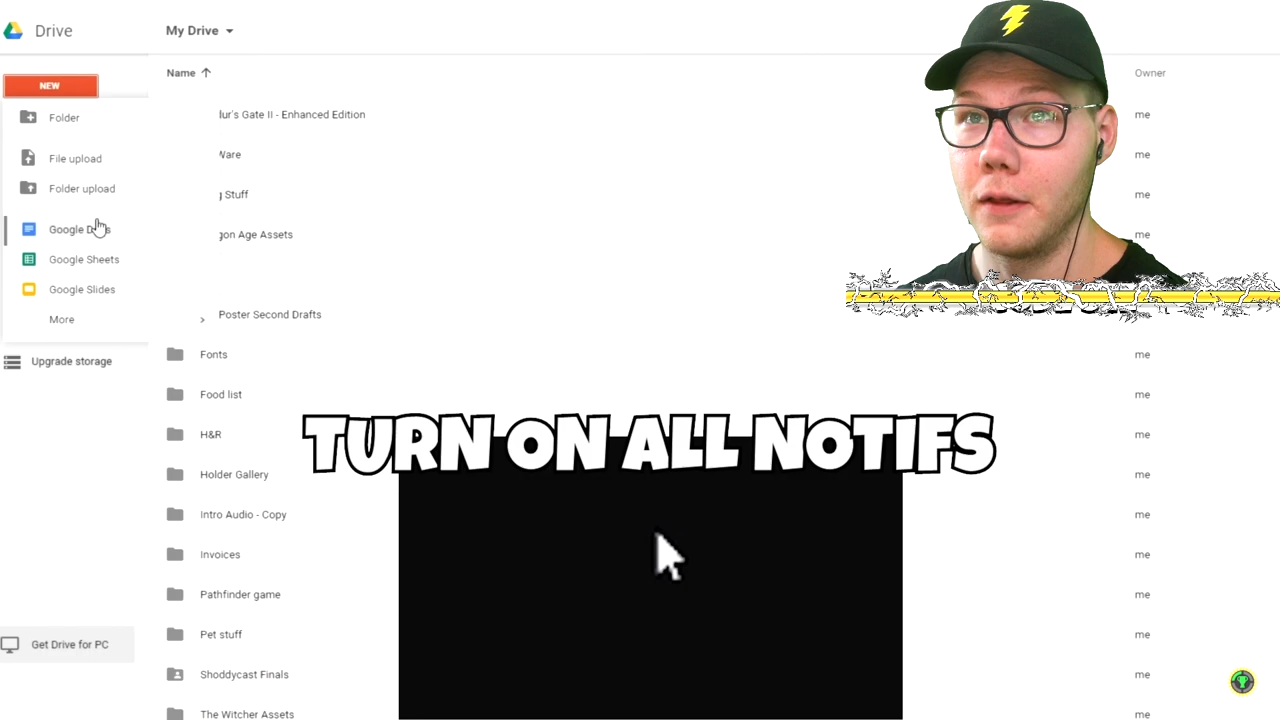 Drive
My Drive
NEW
Name
Owner
Folder
lur's Gate II - Enhanced Edition
me
File upload
Ware
me
Folder upload
g Stuff
me
Google
gon Age Assets
me
Google Sheets
Google Slides
More
Poster Second Drafts
Upgrade storage
Fonts
me
Food list
me
H&R
me
TURN ON ALL NOTIFS
Holder Gallery
me
Intro Audio - Copy
me
Invoices
me
Pathfinder game
me
Get Drive for PC
Pet stuff
me
Shoddycast Finals
me
The Witcher Assets
me